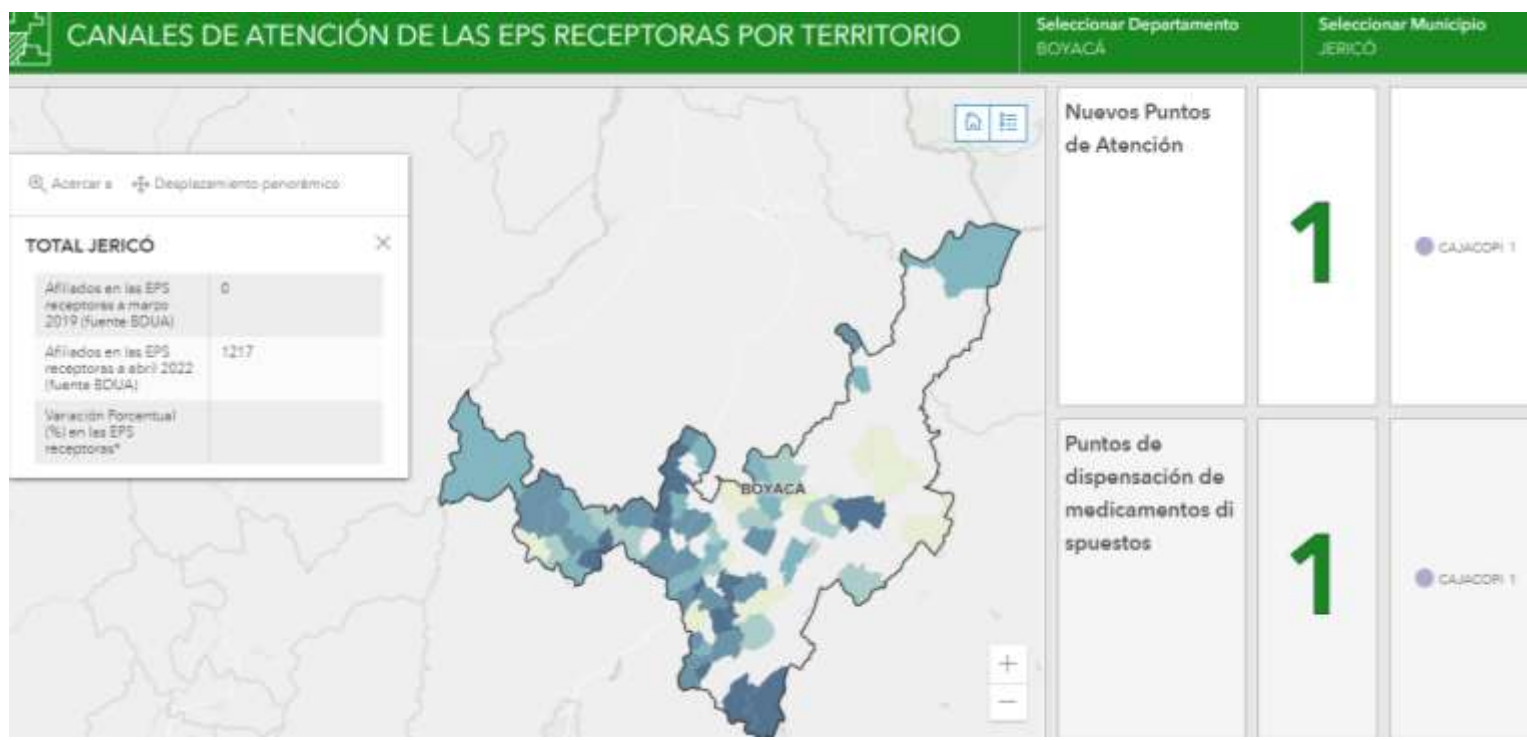 CANALES DE ATENCIÓN DE LAS EPS RECEPTORAS POR TERRITORIO
Seleccionar Departamento
BOYACÁ
Seleccionar Municipio
JERICÓ
Acercar a
Desplazamiento panorámico
TOTAL JERICÓ
Afiliados en las EPS
receptoras a marzo
2019 (fuente BDUA)
0
Afiliados en las EPS
receptoras a abril 2022
(fuente BDUA)
1217
Variación Porcentual
(%) en las EPS
receptoras*
BOYACÁ
Nuevos Puntos
de Atención
1
CAJACOPI 1
Puntos de
dispensación de
medicamentos di
spuestos
1
CAJACOPI 1